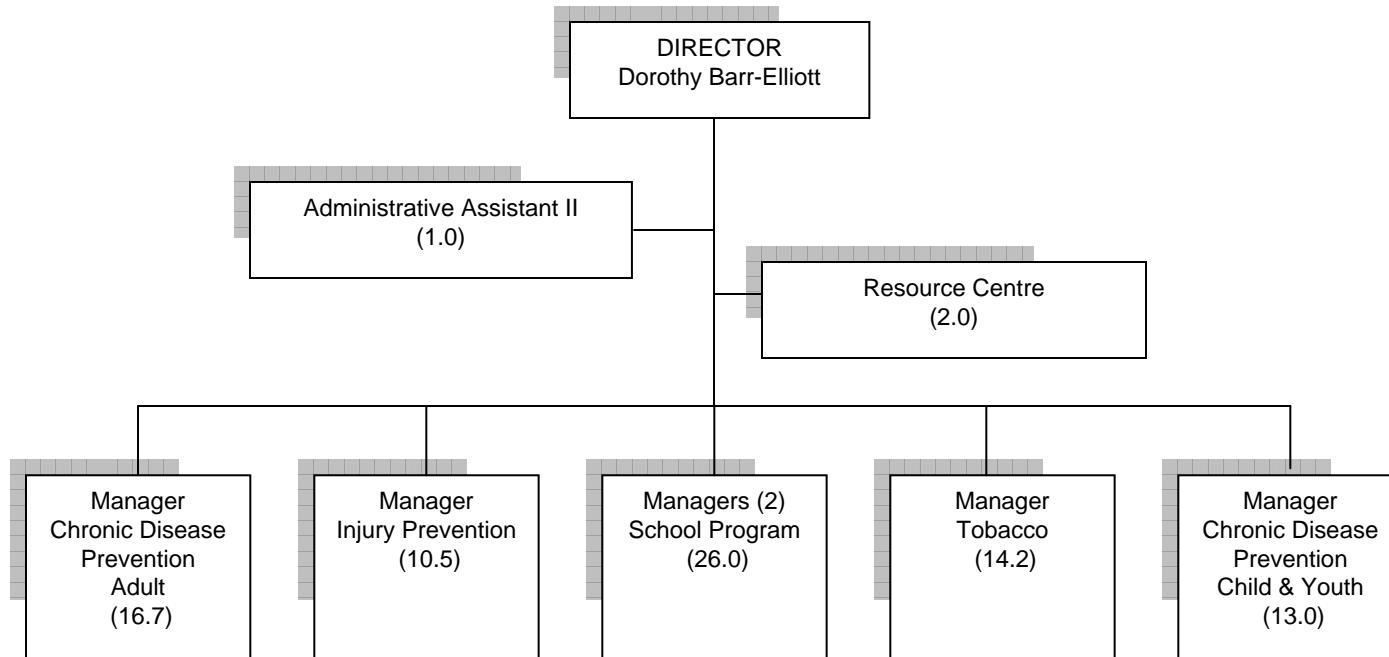 DIRECTOR
Dorothy Barr-Elliott
Administrative Assistant II
(1.0)
Resource Centre
(2.0)
Manager
Chronic Disease
Prevention
Adult
(16.7)
Manager
Injury Prevention
(10.5)
Managers (2)
School Program
(26.0)
Manager
Tobacco
(14.2)
Manager
Chronic Disease
Prevention
Child & Youth
(13.0)